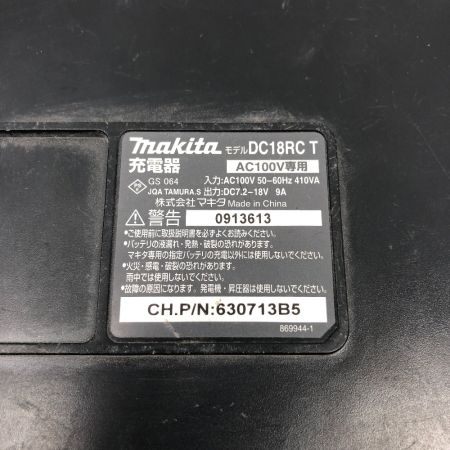 makita モデル DC18RC T
充電器 AC100V専用
PS E GS 064 入力:AC100V 50-60Hz 410VA
JQA TAMURA.S 出力:DC7.2-18V 9A
株式会社 マキタ Made in China
警告 0913613
•ご使用前に取扱説明書を必ずよくお読みください。
•バッテリの液漏れ・発熱・破裂の恐れがあります。
マキタ専用の指定バッテリの充電以外には使用しないでください。
•火災・感電・破裂の恐れがあります。
雨中では使用しないでください。
•故障の原因になります。発電機・昇圧器は使用しないでください。
CH.P/N:630713B5
869944-1